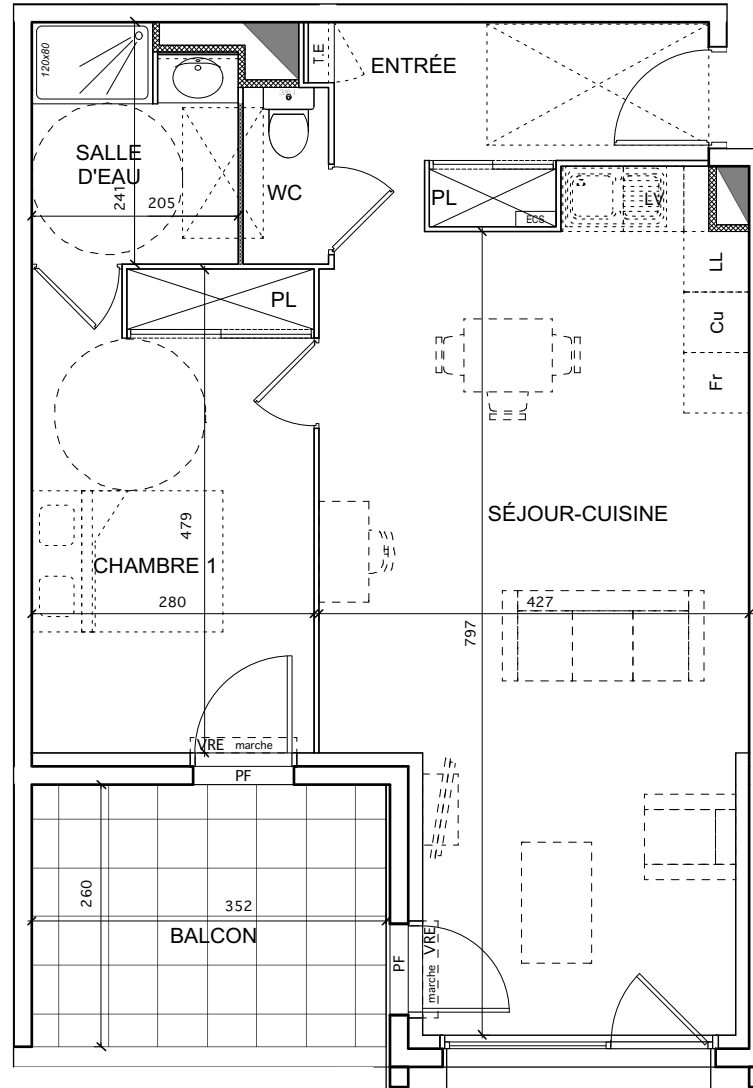 120x80
T.E
ENTRÉE
SALLE
D'EAU
241
205
WC
PL
ECS
LV
LL
Cu
Fr
PL
479
CHAMBRE 1
280
SÉJOUR-CUISINE
427
797
VRE marche
PF
260
352
BALCON
PF
marche VRE